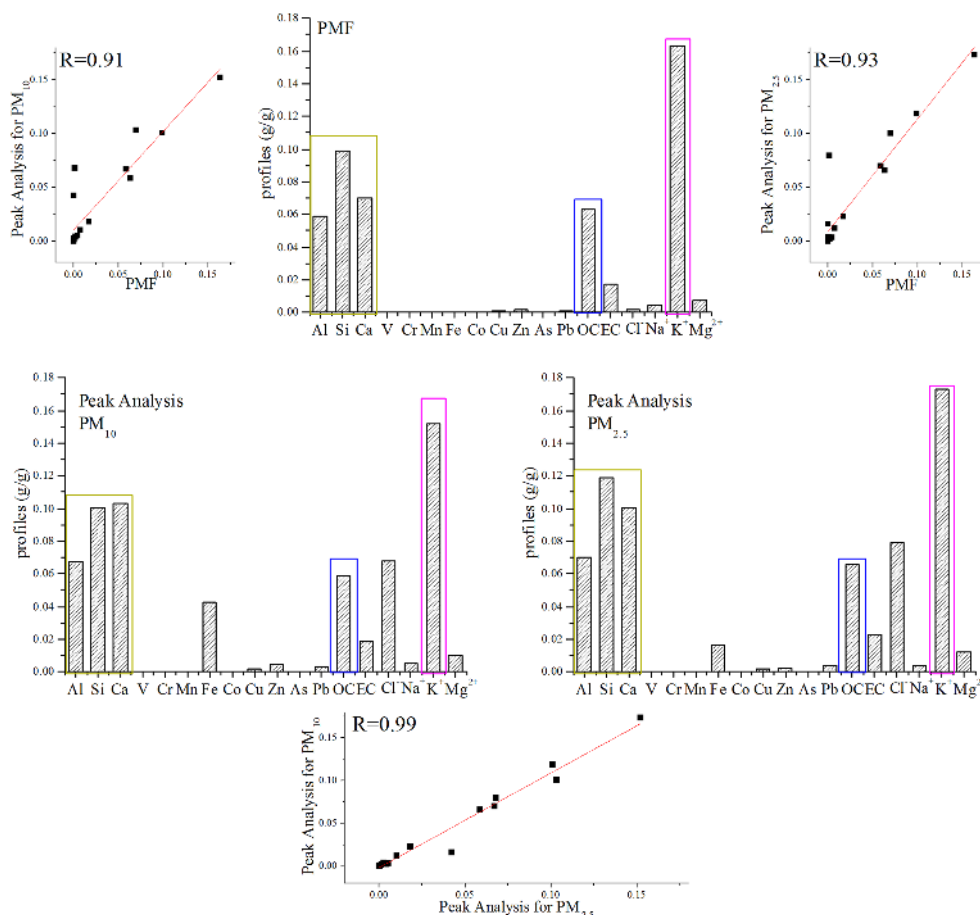 R=0.91
Peak Analysis for PM10
0.15
0.10
0.05
0.00
0.00 0.05 0.10 0.15
PMF
PMF
profiles (g/g)
0.18
0.16
0.14
0.12
0.10
0.08
0.06
0.04
0.02
0.00
Al Si Ca V Cr Mn Fe Co Cu Zn As Pb OC EC Cl- Na+ K+ Mg2+
R=0.93
Peak Analysis for PM2.5
0.15
0.10
0.05
0.00
0.00 0.05 0.10 0.15
PMF
Peak Analysis
PM10
profiles (g/g)
0.18
0.16
0.14
0.12
0.10
0.08
0.06
0.04
0.02
0.00
Al Si Ca V Cr Mn Fe Co Cu Zn As Pb OC EC Cl- Na+ K+ Mg2+
Peak Analysis
PM2.5
profiles (g/g)
0.18
0.16
0.14
0.12
0.10
0.08
0.06
0.04
0.02
0.00
Al Si Ca V Cr Mn Fe Co Cu Zn As Pb OC EC Cl- Na+ K+ Mg2+
R=0.99
Peak Analysis for PM10
0.15
0.10
0.05
0.00
0.00 0.05 0.10 0.15
Peak Analysis for PM2.5